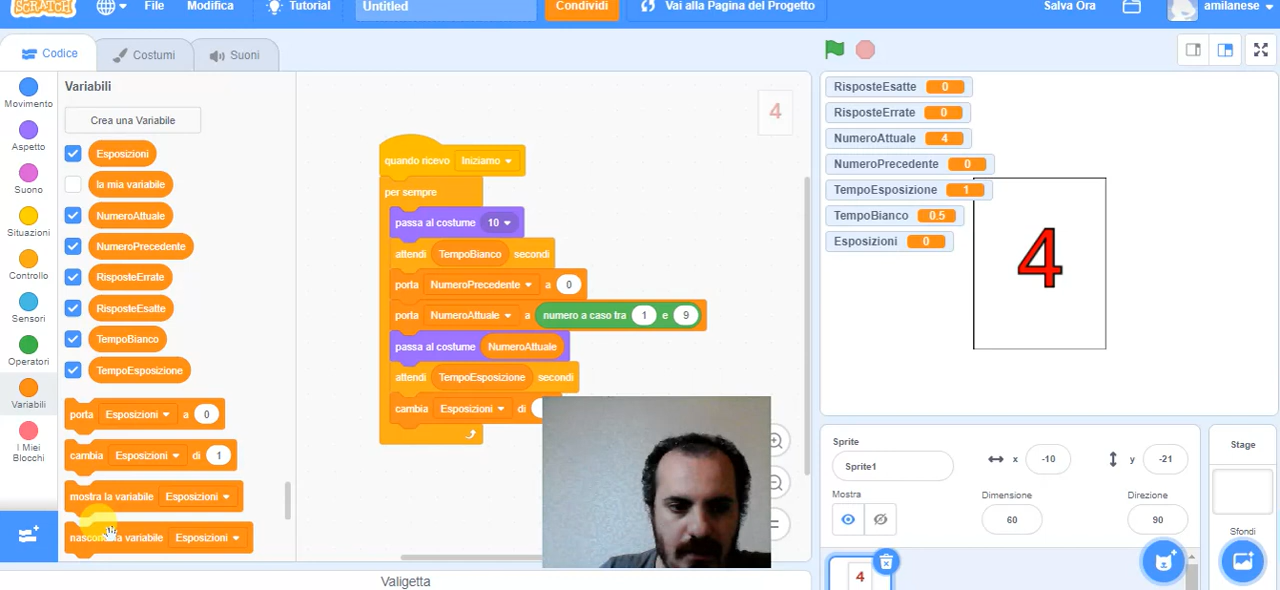 SCRATCH File Modifica Tutorial Untitled Condividi Vai alla Pagina del Progetto Salva Ora amilanese
Codice Costumi Suoni
Movimento
Aspetto
Suono
Situazioni
Controllo
Sensori
Operatori
Variabili
I Miei
Blocchi
Variabili
Crea una Variabile
Esposizioni
la mia variabile
NumeroAttuale
NumeroPrecedente
RisposteErrate
RisposteEsatte
TempoBianco
TempoEsposizione
porta Esposizioni a 0
cambia Esposizioni di 1
mostra la variabile Esposizioni
nascondi la variabile Esposizioni
4
quando ricevo Iniziamo
per sempre
passa al costume 10
attendi TempoBianco secondi
porta NumeroPrecedente a 0
porta NumeroAttuale a numero a caso tra 1 e 9
passa al costume NumeroAttuale
attendi TempoEsposizione secondi
cambia Esposizioni di
Valigetta
RisposteEsatte 0
RisposteErrate 0
NumeroAttuale 4
NumeroPrecedente 0
TempoEsposizione 1
TempoBianco 0.5
Esposizioni 0
4
Sprite
Sprite1
x -10
y -21
Mostra
Dimensione
60
Direzione
90
4
Stage
Sfondi